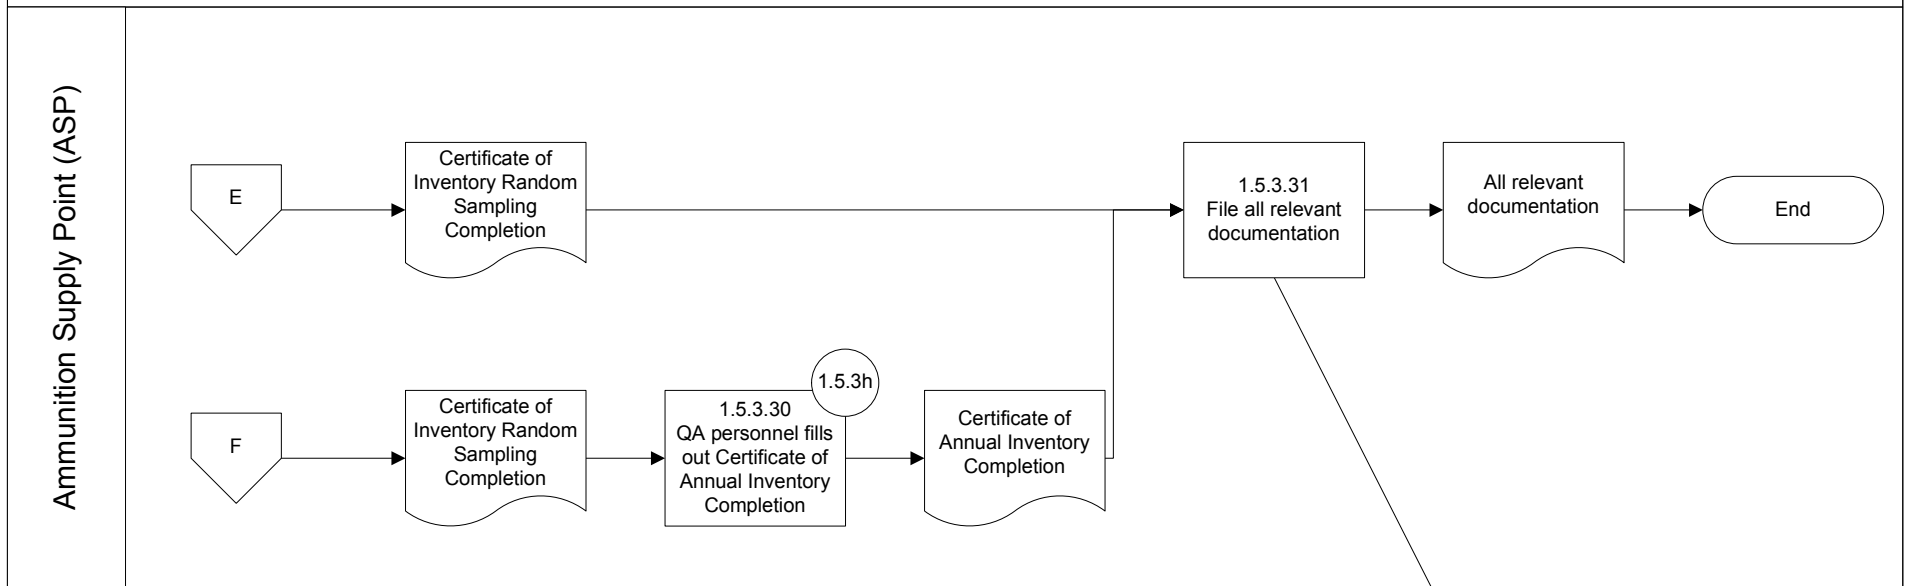 Ammunition Supply Point (ASP)
E
Certificate of
Inventory Random
Sampling
Completion
1.5.3.31
File all relevant
documentation
All relevant
documentation
End
F
Certificate of
Inventory Random
Sampling
Completion
1.5.3h
1.5.3.30
QA personnel fills
out Certificate of
Annual Inventory
Completion
Certificate of
Annual Inventory
Completion